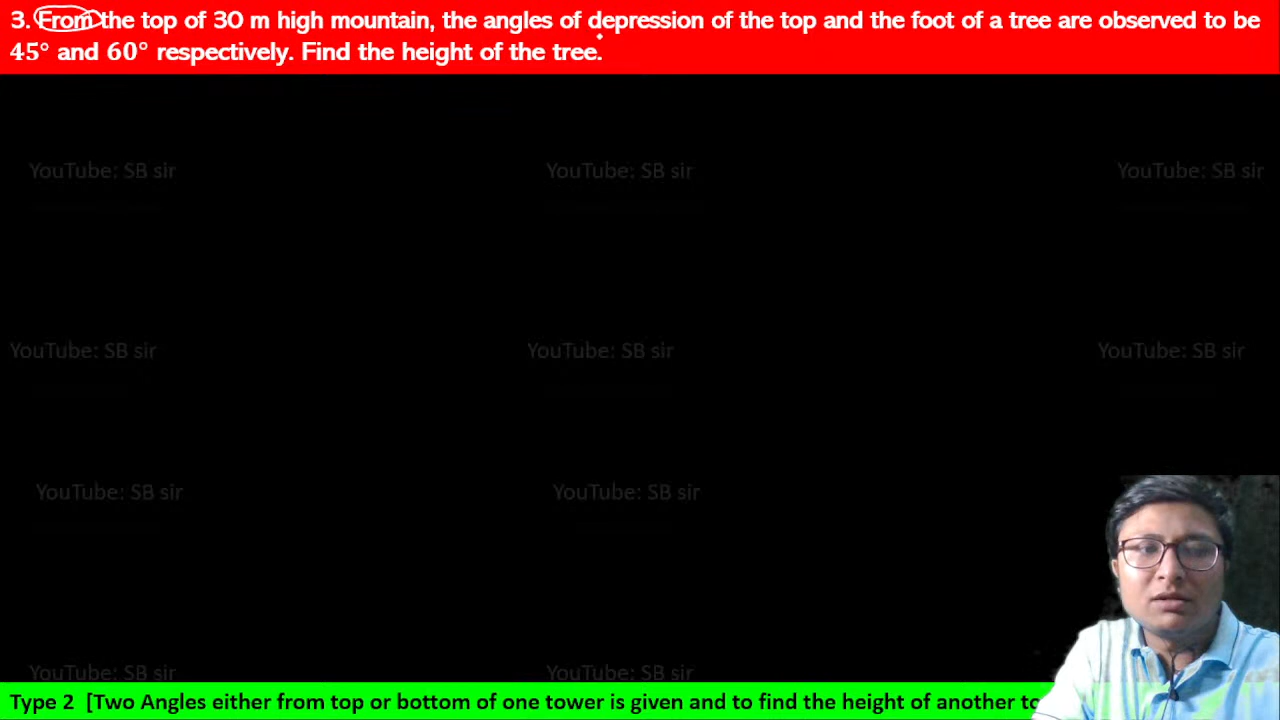 3. From the top of 30 m high mountain, the angles of depression of the top and the foot of a tree are observed to be
45° and 60° respectively. Find the height of the tree.
YouTube: SB sir YouTube: SB sir YouTube: SB sir
YouTube: SB sir YouTube: SB sir YouTube: SB sir
YouTube: SB sir YouTube: SB sir
YouTube: SB sir YouTube: SB sir
Type 2 [Two Angles either from top or bottom of one tower is given and to find the height of another